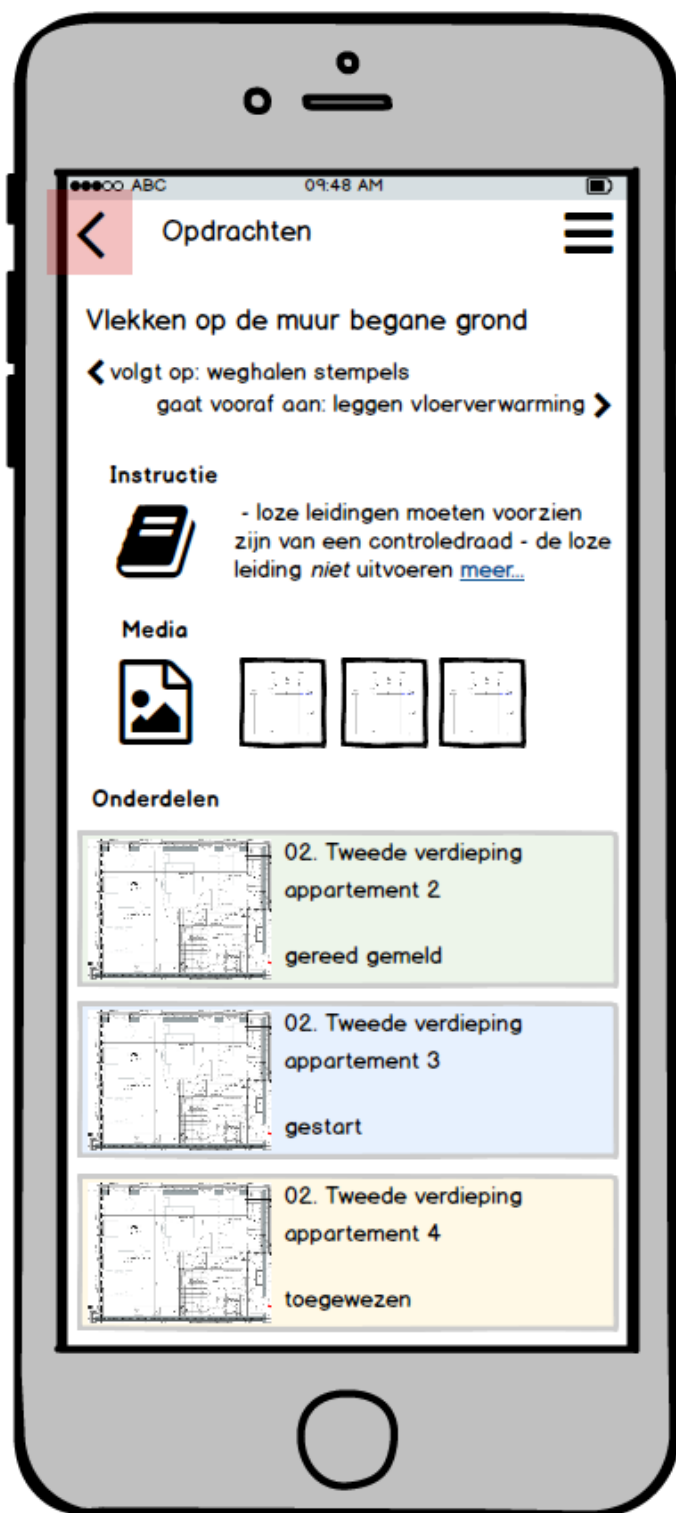 ABC 09:48 AM
Opdrachten
Vlekken op de muur begane grond
volgt op: weghalen stempels
gaat vooraf aan: leggen vloerverwarming
Instructie
- loze leidingen moeten voorzien
zijn van een controledraad - de loze
leiding niet uitvoeren meer...
Media
Onderdelen
02. Tweede verdieping
appartement 2
gereed gemeld
02. Tweede verdieping
appartement 3
gestart
02. Tweede verdieping
appartement 4
toegewezen